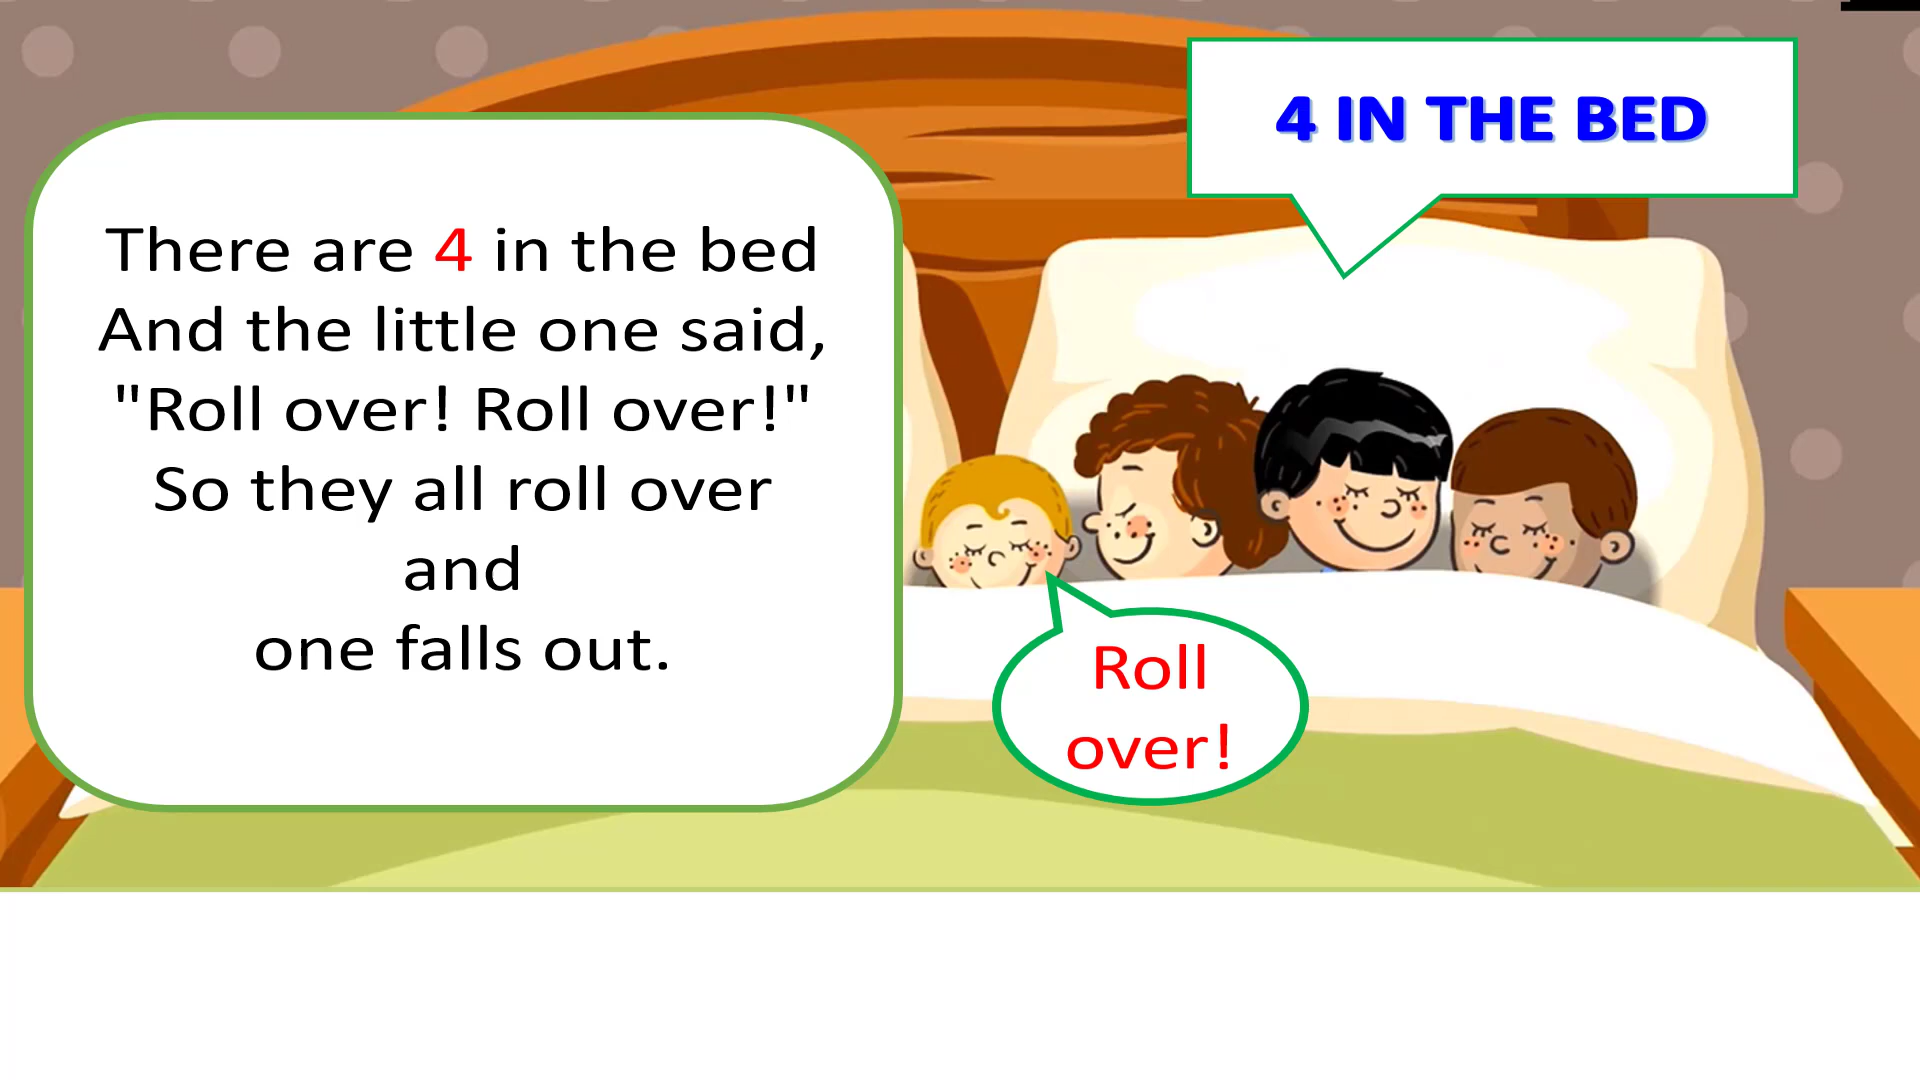 4 IN THE BED
There are 4 in the bed
And the little one said,
"Roll over! Roll over!"
So they all roll over
and
one falls out.
Roll
over!